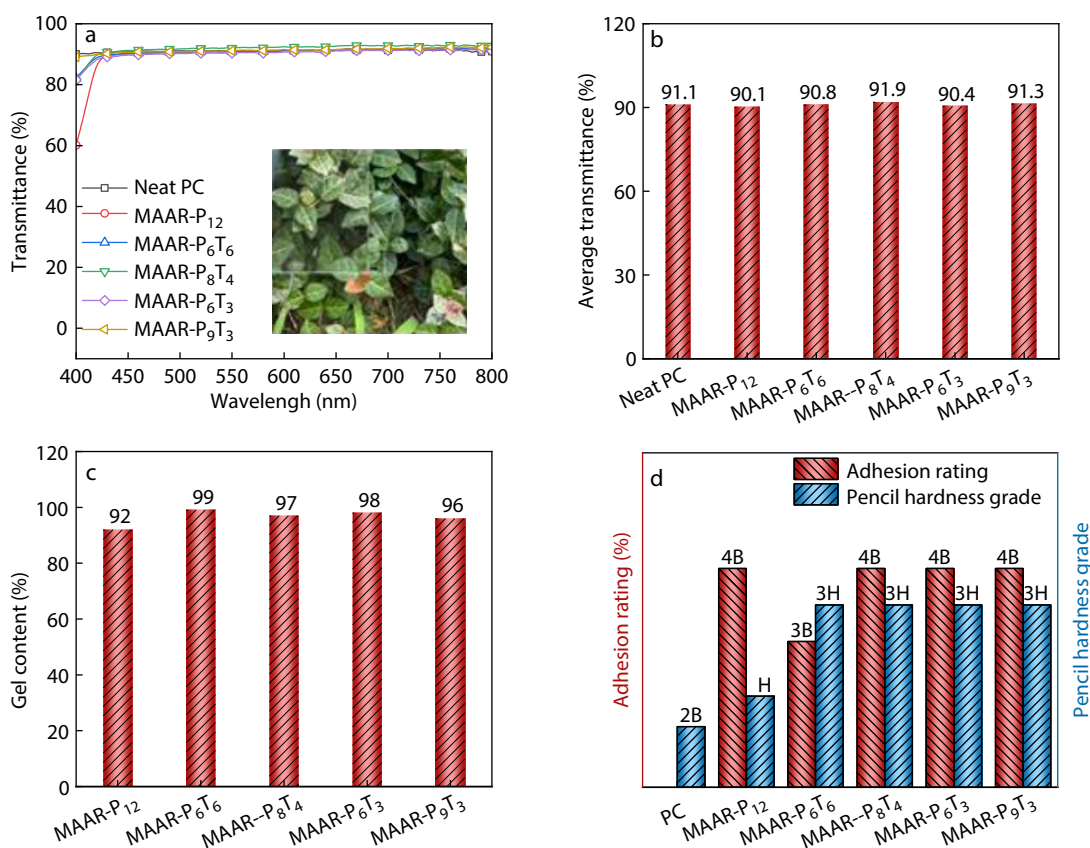 a
120
100
80
60
40
20
0
Transmittance (%)
Neat PC
MAAR-P₁₂
MAAR-P₆T₆
MAAR-P₈T₄
MAAR-P₆T₃
MAAR-P₉T₃
400 450 500 550 600 650 700 750 800
Wavelengh (nm)
b
120
90
60
30
0
Average transmittance (%)
91.1 90.1 90.8 91.9 90.4 91.3
Neat PC MAAR-P₁₂ MAAR-P₆T₆ MAAR--P₈T₄ MAAR-P₆T₃ MAAR-P₉T₃
c
120
100
80
60
40
20
0
Gel content (%)
92 99 97 98 96
MAAR-P₁₂ MAAR-P₆T₆ MAAR--P₈T₄ MAAR-P₆T₃ MAAR-P₉T₃
d
Adhesion rating
Pencil hardness grade
Adhesion rating (%)
2B 4B H 3B 3H 4B 3H 4B 3H 4B 3H
Pencil hardness grade
PC MAAR-P₁₂ MAAR-P₆T₆ MAAR--P₈T₄ MAAR-P₆T₃ MAAR-P₉T₃